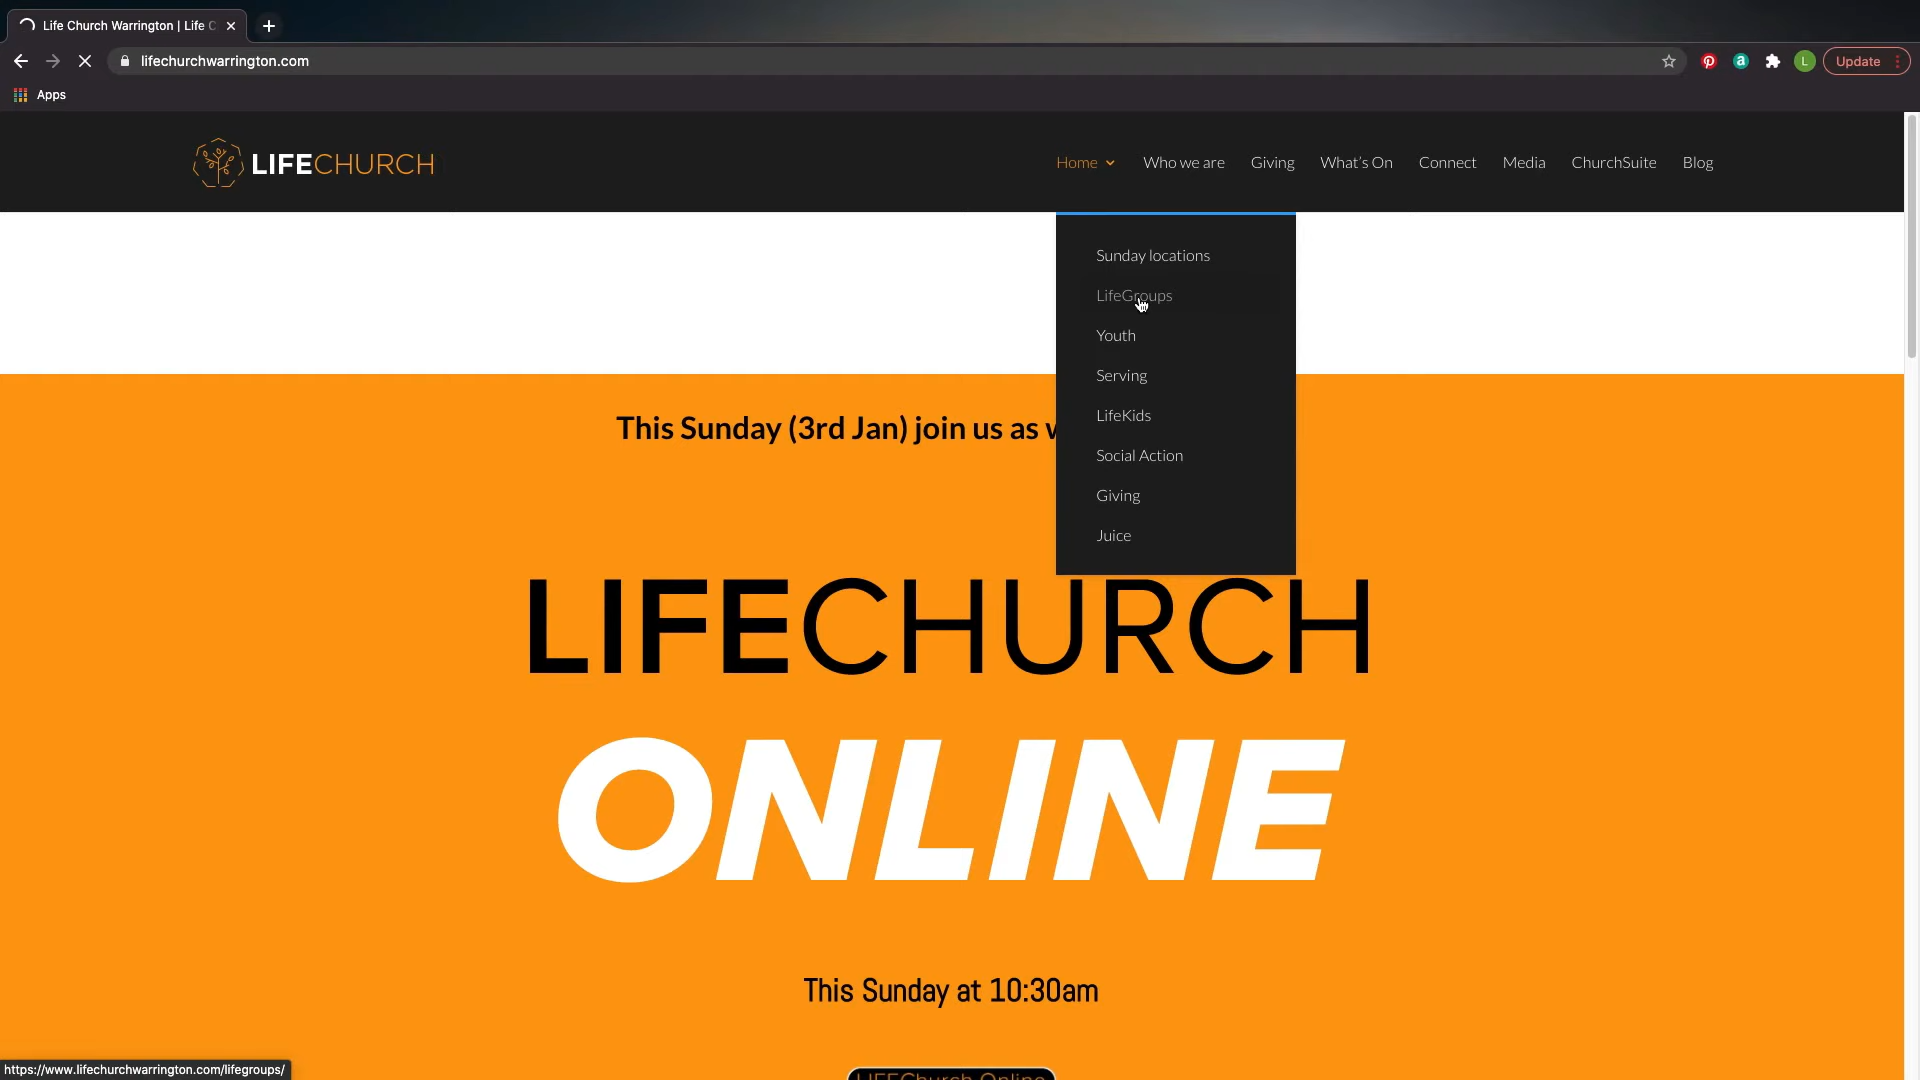 Life Church Warrington | Life C
lifechurchwarrington.com
L
Update
Apps
LIFECHURCH
Home
Who we are
Giving
What's On
Connect
Media
ChurchSuite
Blog
Sunday locations
LifeGroups
Youth
Serving
LifeKids
Social Action
Giving
Juice
This Sunday (3rd Jan) join us as
LIFECHURCH
ONLINE
This Sunday at 10:30am
LIFEChurch Online
https://www.lifechurchwarrington.com/lifegroups/